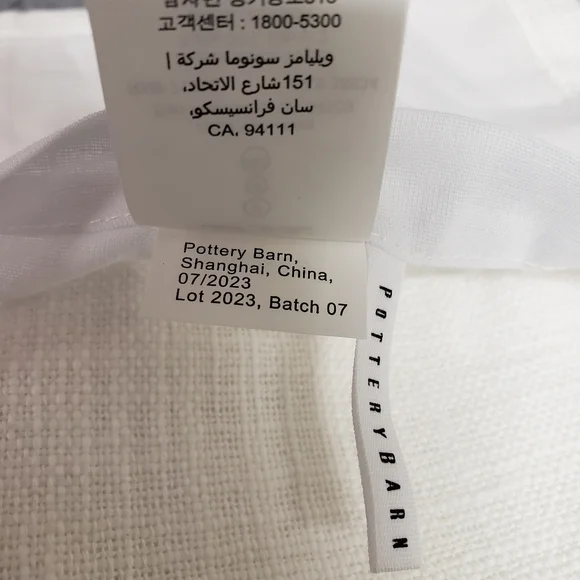 고객센터 : 1800-5300
ويليامز سونوما شركة |
151شارع الاتحاد،
سان فرانسيسكو،
CA، 94111
Pottery Barn,
Shanghai, China,
07/2023
Lot 2023, Batch 07
POTTERYBARN